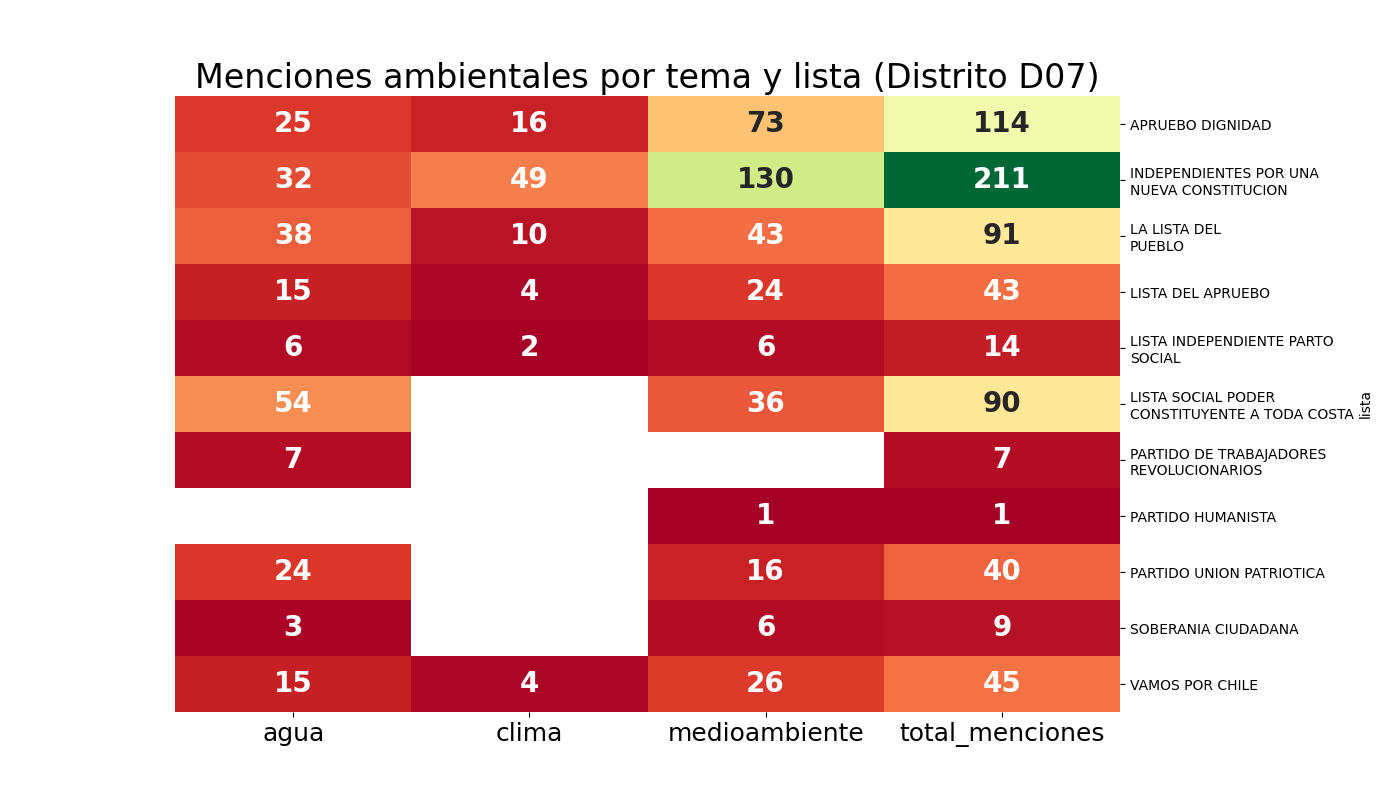 Menciones ambientales por tema y lista (Distrito D07)
25 16 73 114 APRUEBO DIGNIDAD
32 49 130 211 INDEPENDIENTES POR UNA
NUEVA CONSTITUCION
38 10 43 91 LA LISTA DEL
PUEBLO
15 4 24 43 LISTA DEL APRUEBO
6 2 6 14 LISTA INDEPENDIENTE PARTO
SOCIAL
54 36 90 LISTA SOCIAL PODER
CONSTITUYENTE A TODA COSTA
lista
7 7 PARTIDO DE TRABAJADORES
REVOLUCIONARIOS
1 1 PARTIDO HUMANISTA
24 16 40 PARTIDO UNION PATRIOTICA
3 6 9 SOBERANIA CIUDADANA
15 4 26 45 VAMOS POR CHILE
agua clima medioambiente total_menciones